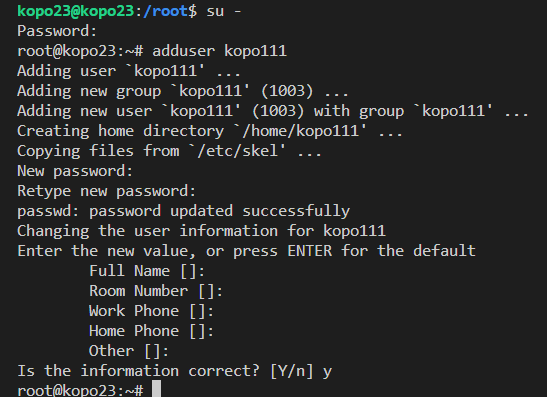 kopo23@kopo23:/root$ su -
Password:
root@kopo23:~# adduser kopo111
Adding user `kopo111' ...
Adding new group `kopo111' (1003) ...
Adding new user `kopo111' (1003) with group `kopo111' ...
Creating home directory `/home/kopo111' ...
Copying files from `/etc/skel' ...
New password:
Retype new password:
passwd: password updated successfully
Changing the user information for kopo111
Enter the new value, or press ENTER for the default
        Full Name []:
        Room Number []:
        Work Phone []:
        Home Phone []:
        Other []:
Is the information correct? [Y/n] y
root@kopo23:~#